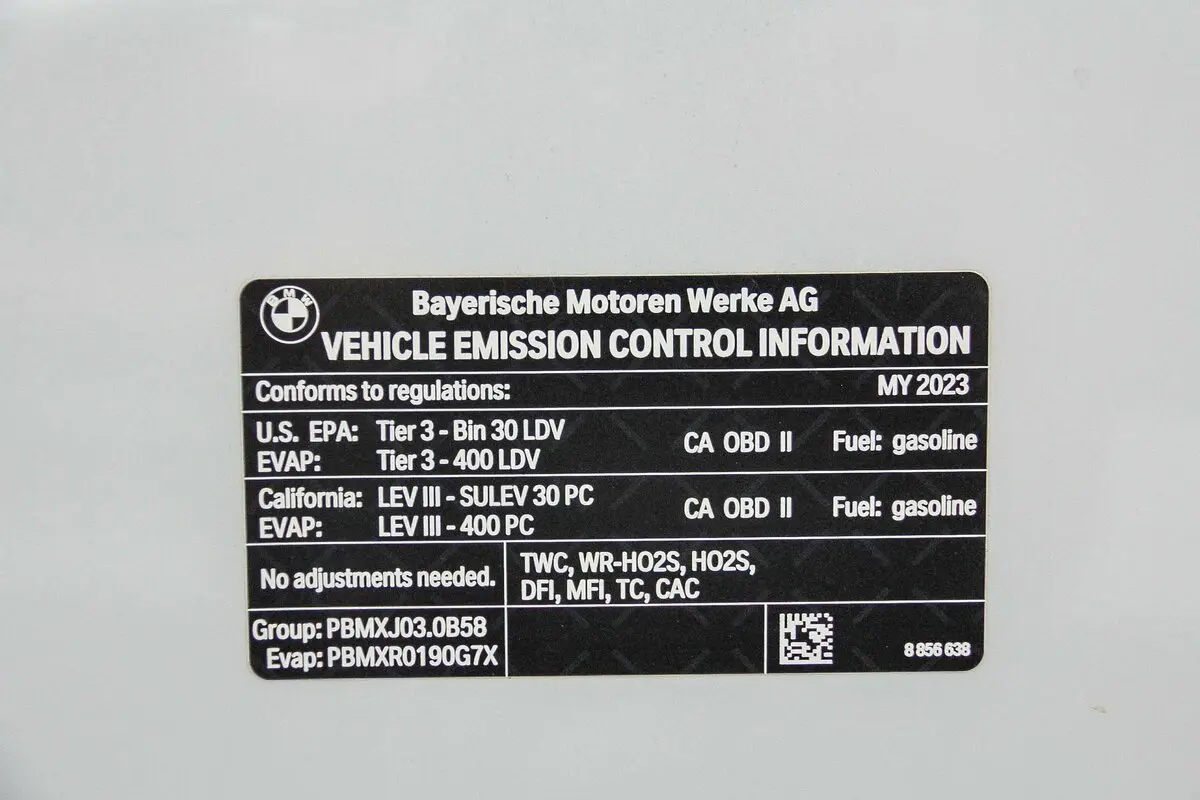 BMW
Bayerische Motoren Werke AG
VEHICLE EMISSION CONTROL INFORMATION
Conforms to regulations: MY 2023
U.S. EPA: Tier 3 - Bin 30 LDV CA OBD II Fuel: gasoline
EVAP: Tier 3 - 400 LDV
California: LEV III - SULEV 30 PC CA OBD II Fuel: gasoline
EVAP: LEV III - 400 PC
No adjustments needed.
TWC, WR-HO2S, HO2S,
DFI, MFI, TC, CAC
Group: PBMXJ03.0B58
Evap: PBMXR0190G7X
8 856 638